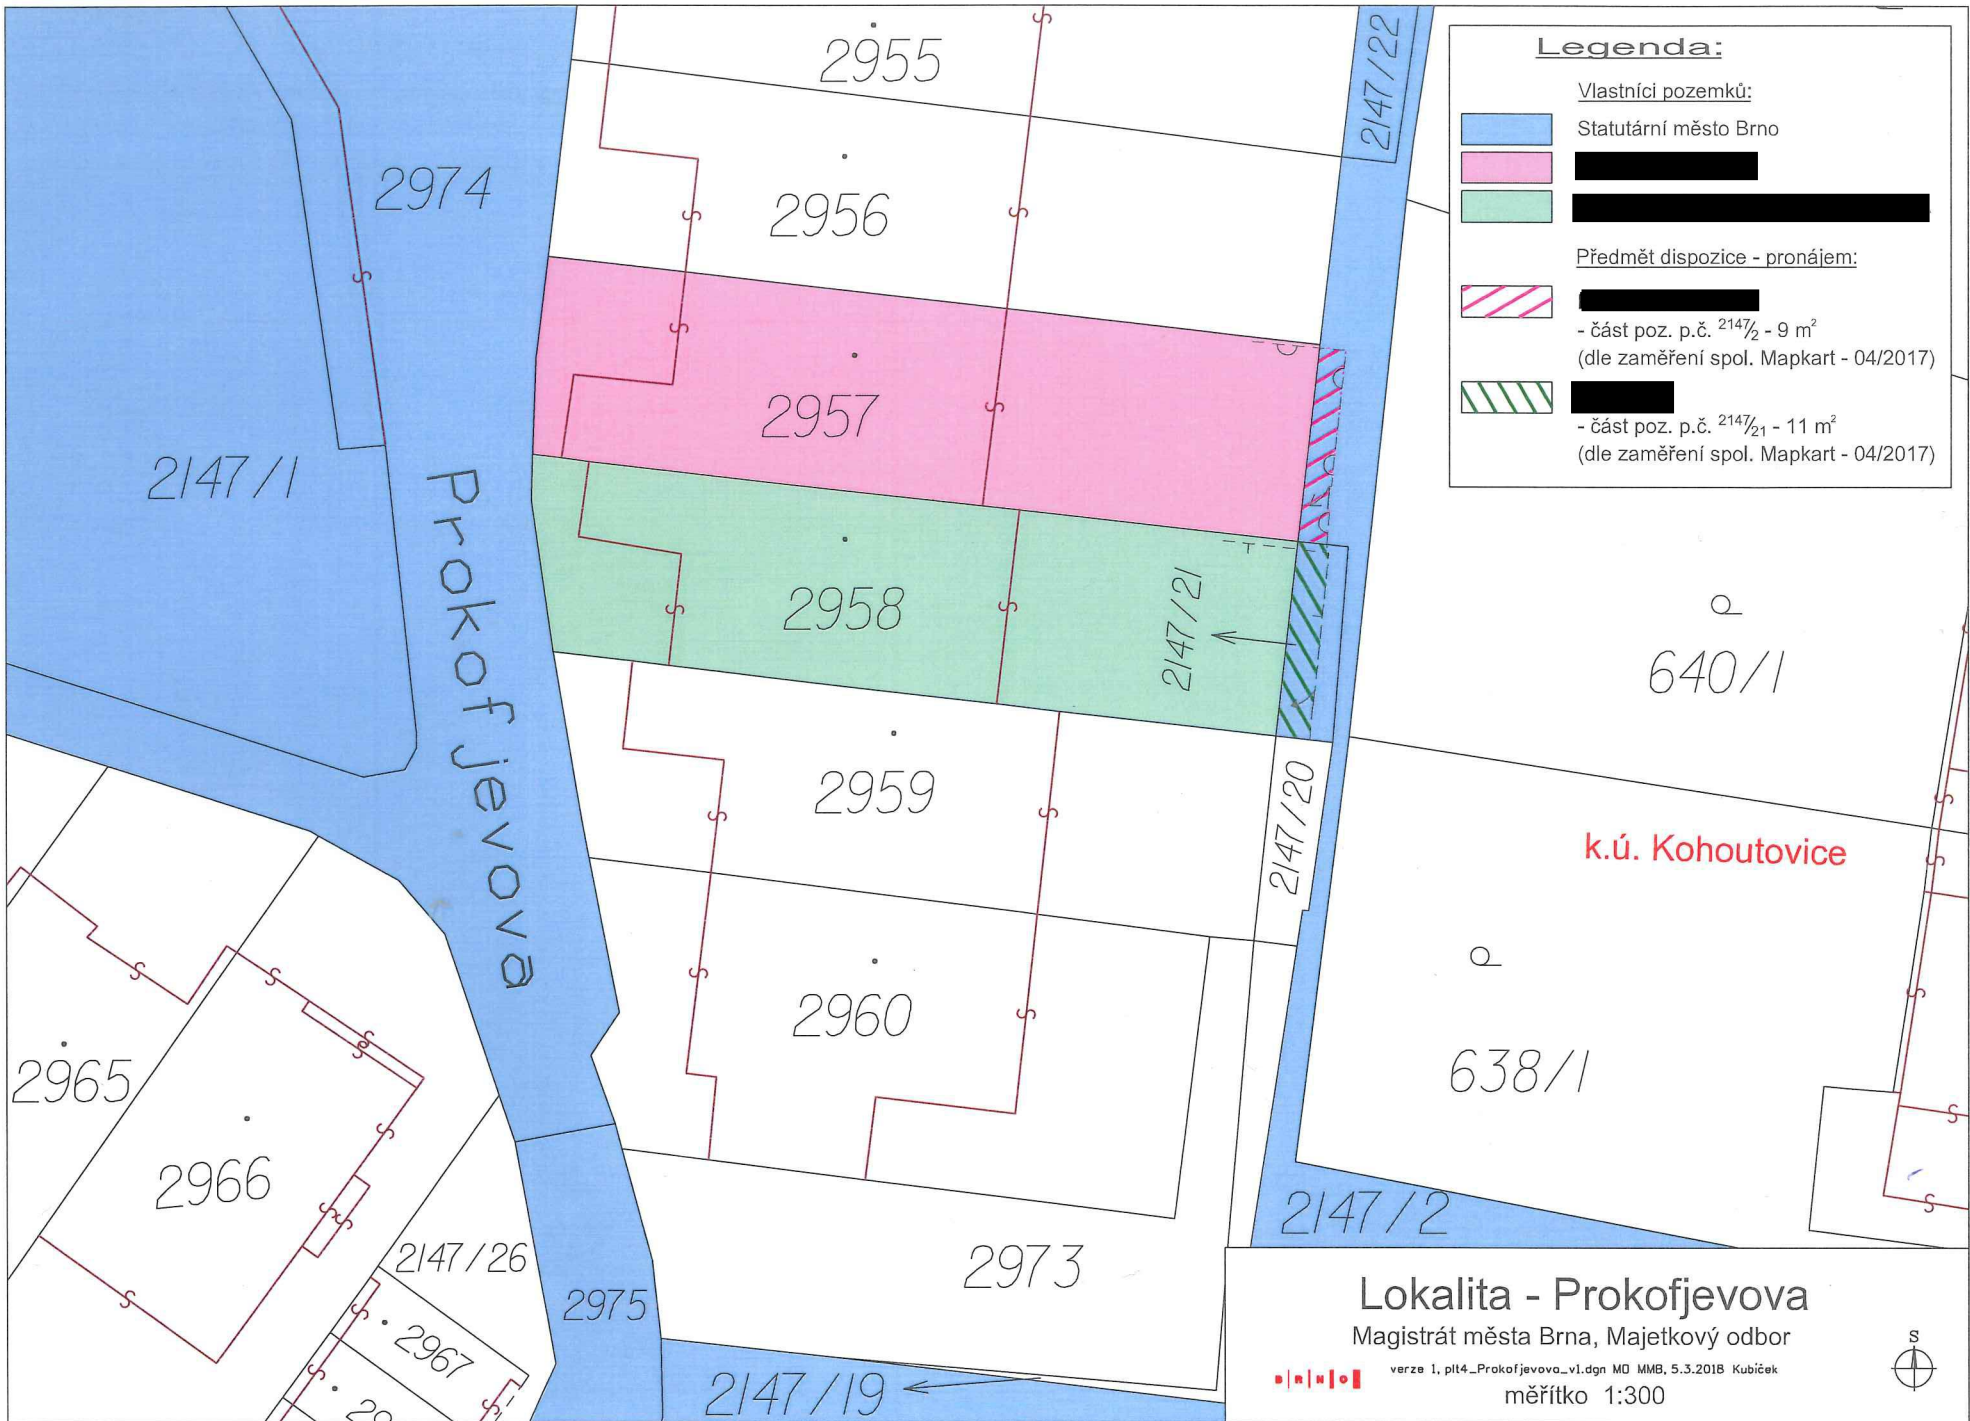 2955
2147/22
2974
2956
2957
2147/1
Prokofjevova
2958
2147/21
640/1
2959
2147/20
k.ú. Kohoutovice
2960
638/1
2965
2966
2147/2
2147/26
2973
2975
2967
2147/19
Legenda:
Vlastníci pozemků:
Statutární město Brno
Předmět dispozice - pronájem:
- část poz. p.č. 2147/2 - 9 m²
(dle zaměření spol. Mapkart - 04/2017)
- část poz. p.č. 2147/21 - 11 m²
(dle zaměření spol. Mapkart - 04/2017)
Lokalita - Prokofjevova
Magistrát města Brna, Majetkový odbor
verze 1, plt4_Prokofjevova_v1.dgn MO MMB, 5.3.2018 Kubíček
měřítko 1:300
BRNO
S